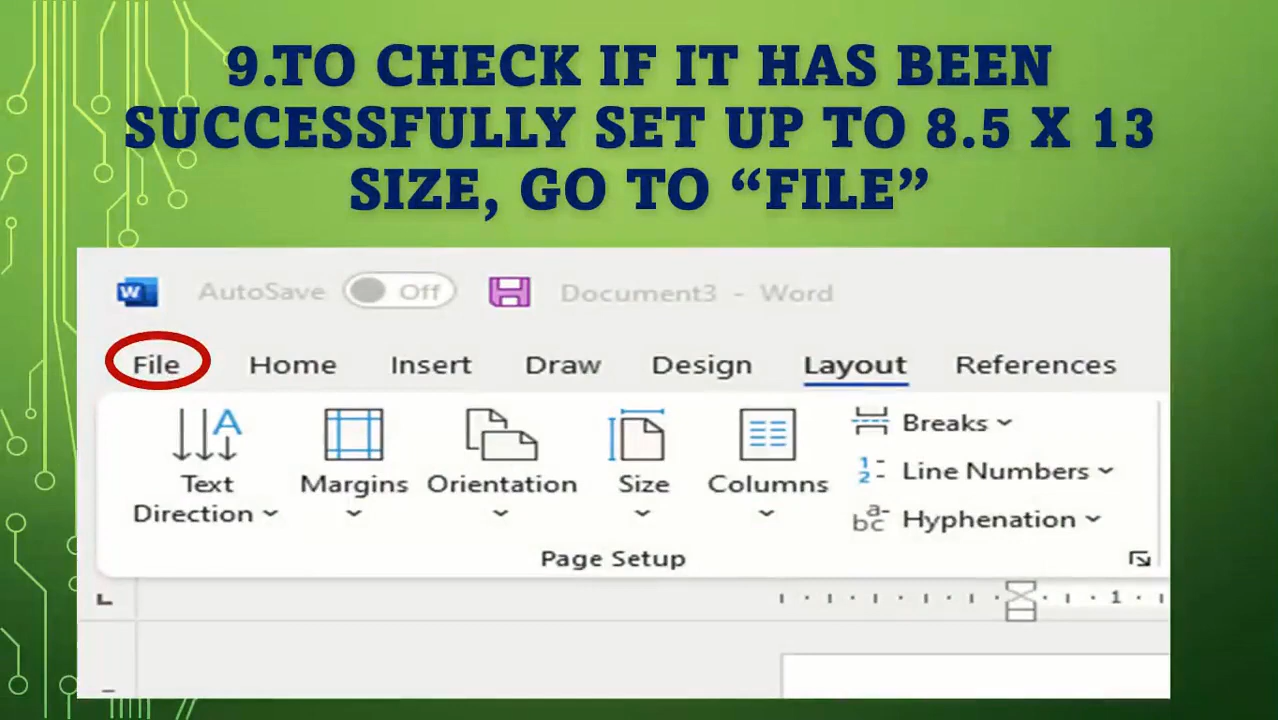 9.TO CHECK IF IT HAS BEEN
SUCCESSFULLY SET UP TO 8.5 X 13
SIZE, GO TO “FILE”
W AutoSave Off Document3 - Word
File Home Insert Draw Design Layout References
Text Direction
Margins
Orientation
Size
Columns
Breaks
Line Numbers
Hyphenation
Page Setup
1